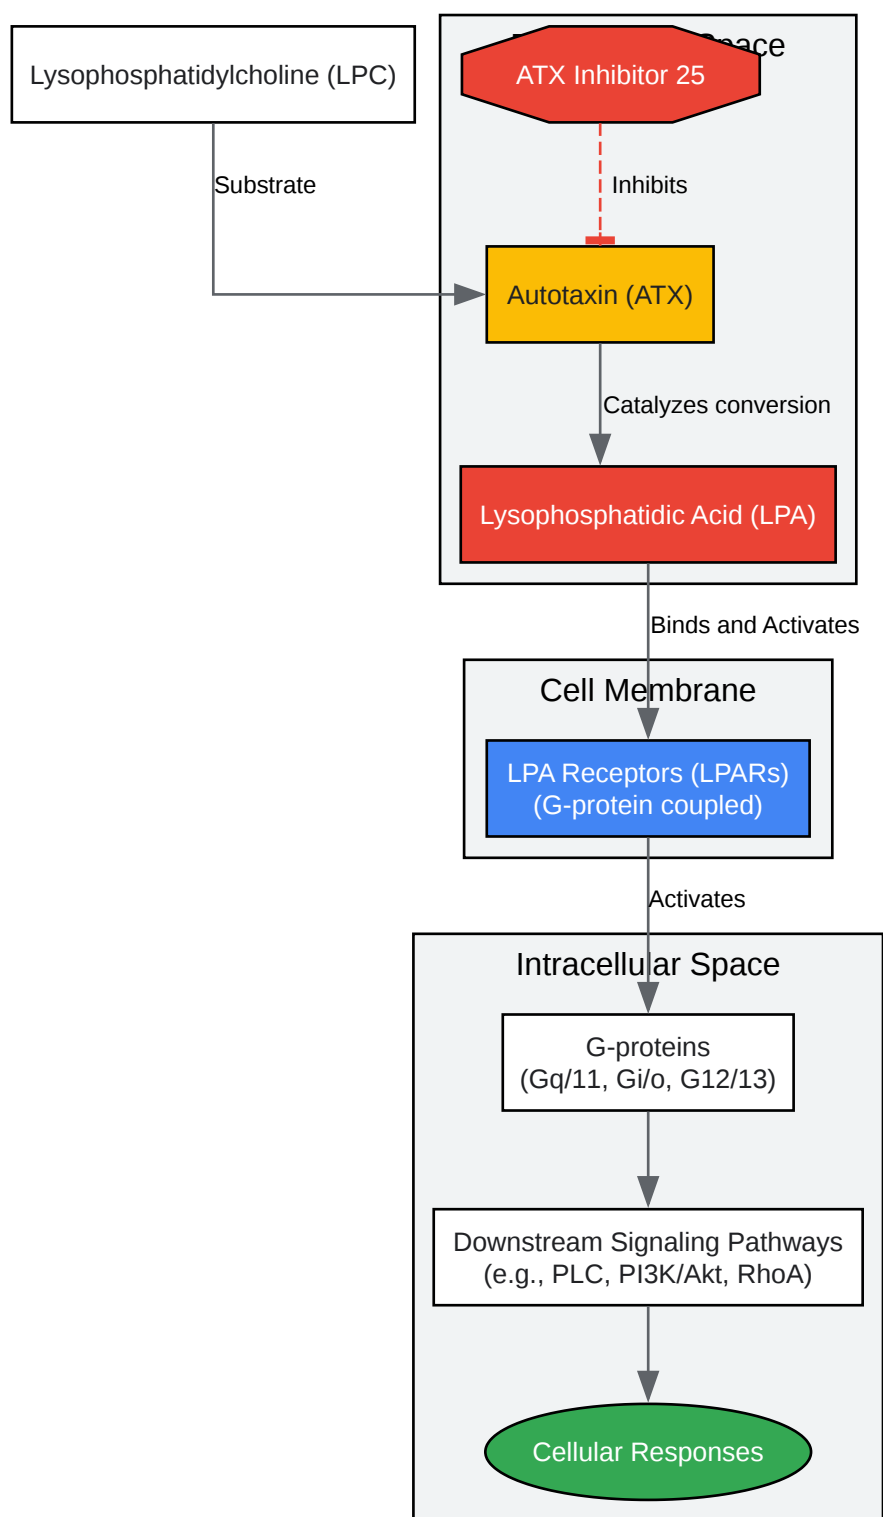 Space
Lysophosphatidylcholine (LPC)
ATX Inhibitor 25
Substrate
Inhibits
Autotaxin (ATX)
Catalyzes conversion
Lysophosphatidic Acid (LPA)
Binds and Activates
Cell Membrane
LPA Receptors (LPARs)
(G-protein coupled)
Activates
Intracellular Space
G-proteins
(Gq/11, Gi/o, G12/13)
Downstream Signaling Pathways
(e.g., PLC, PI3K/Akt, RhoA)
Cellular Responses